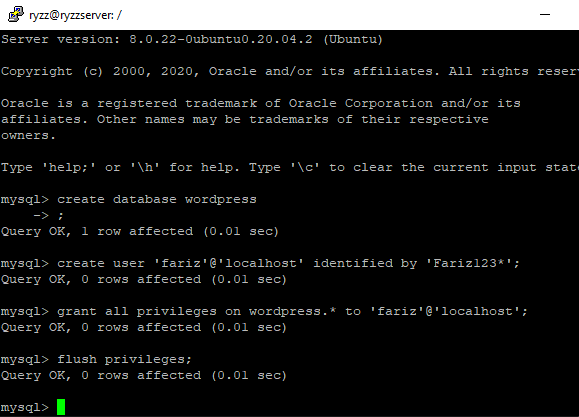 ryzz@ryzzserver: /
Server version: 8.0.22-0ubuntu0.20.04.2 (Ubuntu)
Copyright (c) 2000, 2020, Oracle and/or its affiliates. All rights reser
Oracle is a registered trademark of Oracle Corporation and/or its
affiliates. Other names may be trademarks of their respective
owners.
Type 'help;' or '\h' for help. Type '\c' to clear the current input stat
mysql> create database wordpress
    -> ;
Query OK, 1 row affected (0.01 sec)
mysql> create user 'fariz'@'localhost' identified by 'Fariz123*';
Query OK, 0 rows affected (0.01 sec)
mysql> grant all privileges on wordpress.* to 'fariz'@'localhost';
Query OK, 0 rows affected (0.01 sec)
mysql> flush privileges;
Query OK, 0 rows affected (0.01 sec)
mysql>